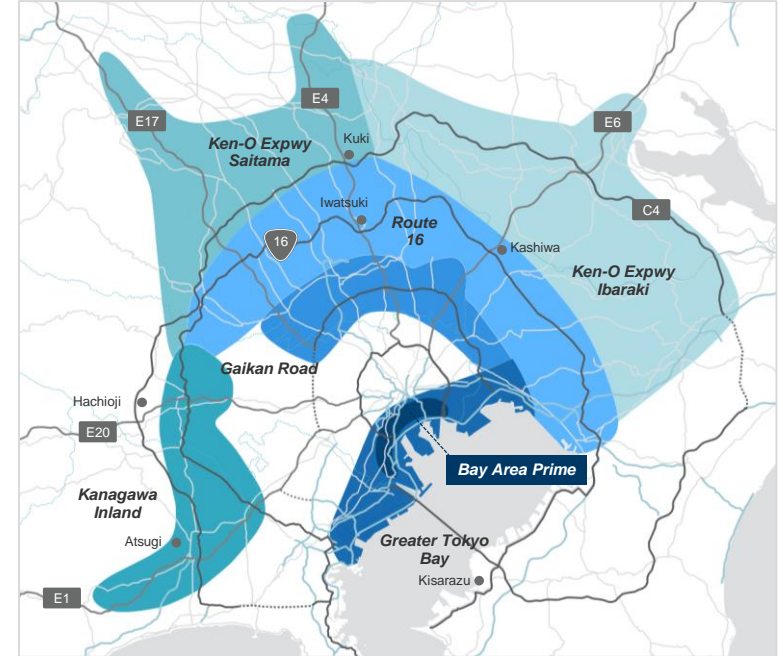 E4
E17
E6
Ken-O Expwy
Saitama
Kuki
Iwatsuki
Route
16
16
C4
Kashiwa
Ken-O Expwy
Ibaraki
Gaikan Road
Hachioji
E20
Bay Area Prime
Kanagawa
Inland
Atsugi
Greater Tokyo
Bay
Kisarazu
E1